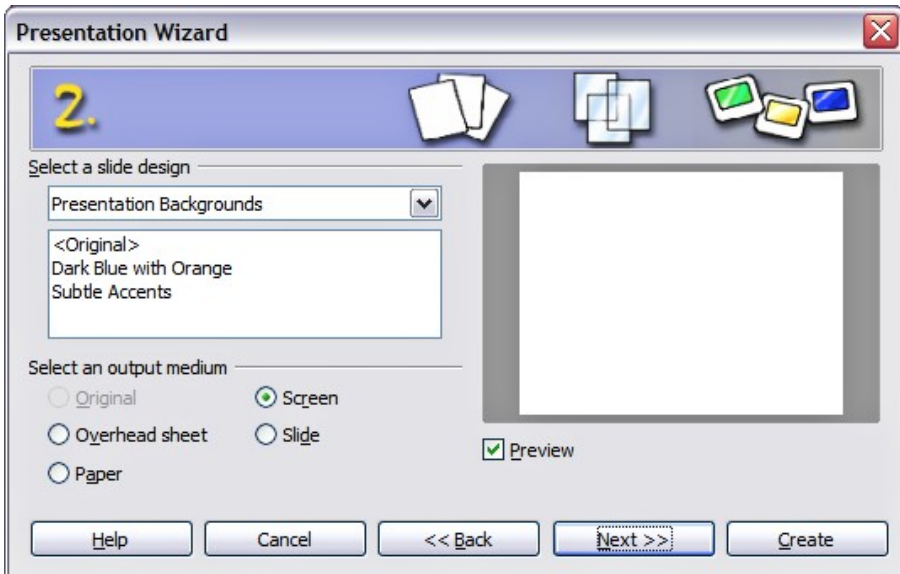 Presentation Wizard
2.
Select a slide design
Presentation Backgrounds
<Original>
Dark Blue with Orange
Subtle Accents
Select an output medium
Original
Screen
Overhead sheet
Slide
Paper
Preview
Help
Cancel
<< Back
Next >>
Create